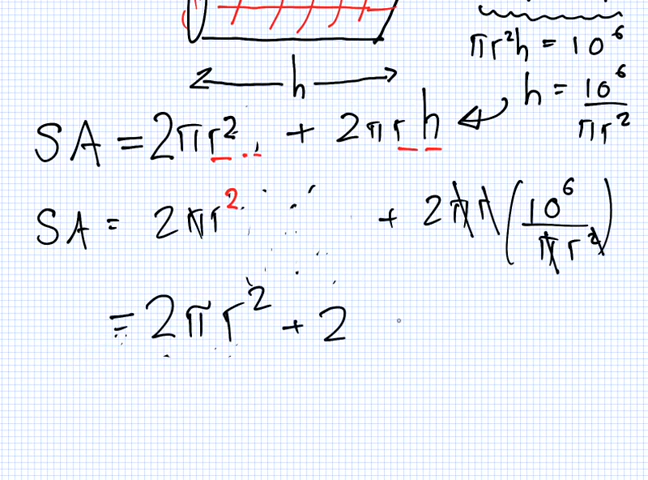 πr²h = 10⁶
h
h = 10⁶/πr²
SA = 2πr² + 2πrh
SA = 2πr² + 2πr(10⁶/πr²)
= 2πr² + 2